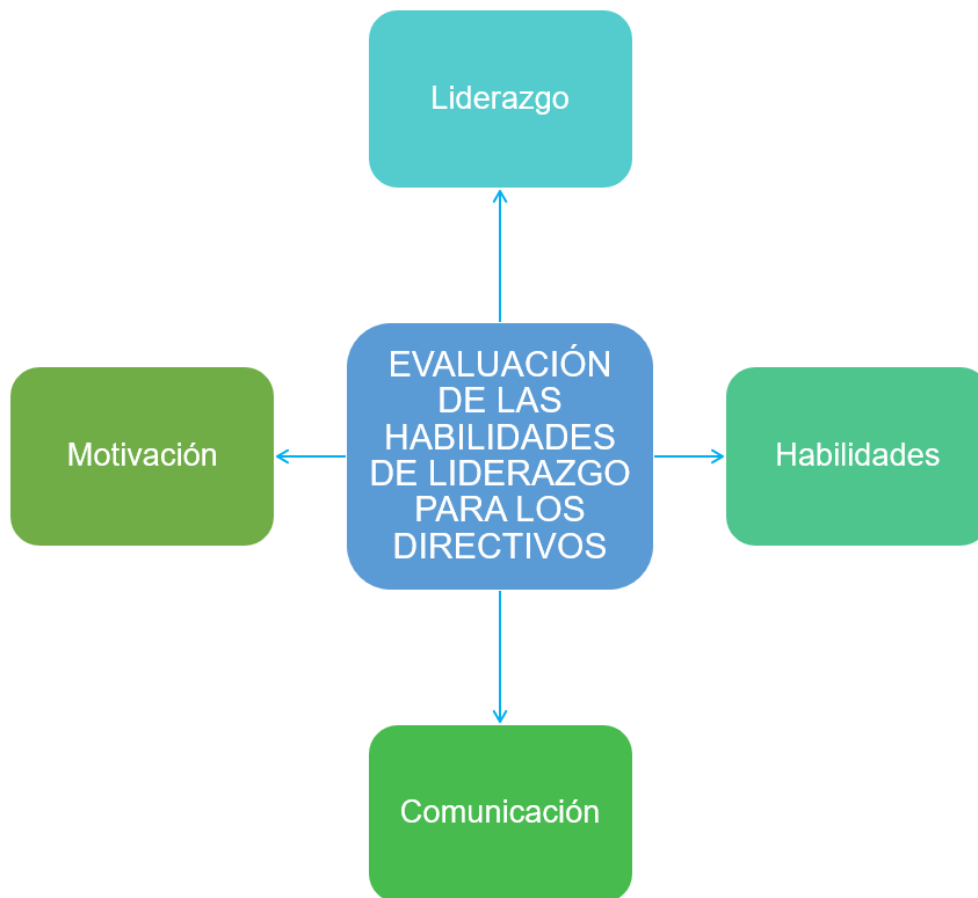 Liderazgo
EVALUACIÓN
DE LAS
HABILIDADES
DE LIDERAZGO
PARA LOS
DIRECTIVOS
Motivación
Habilidades
Comunicación